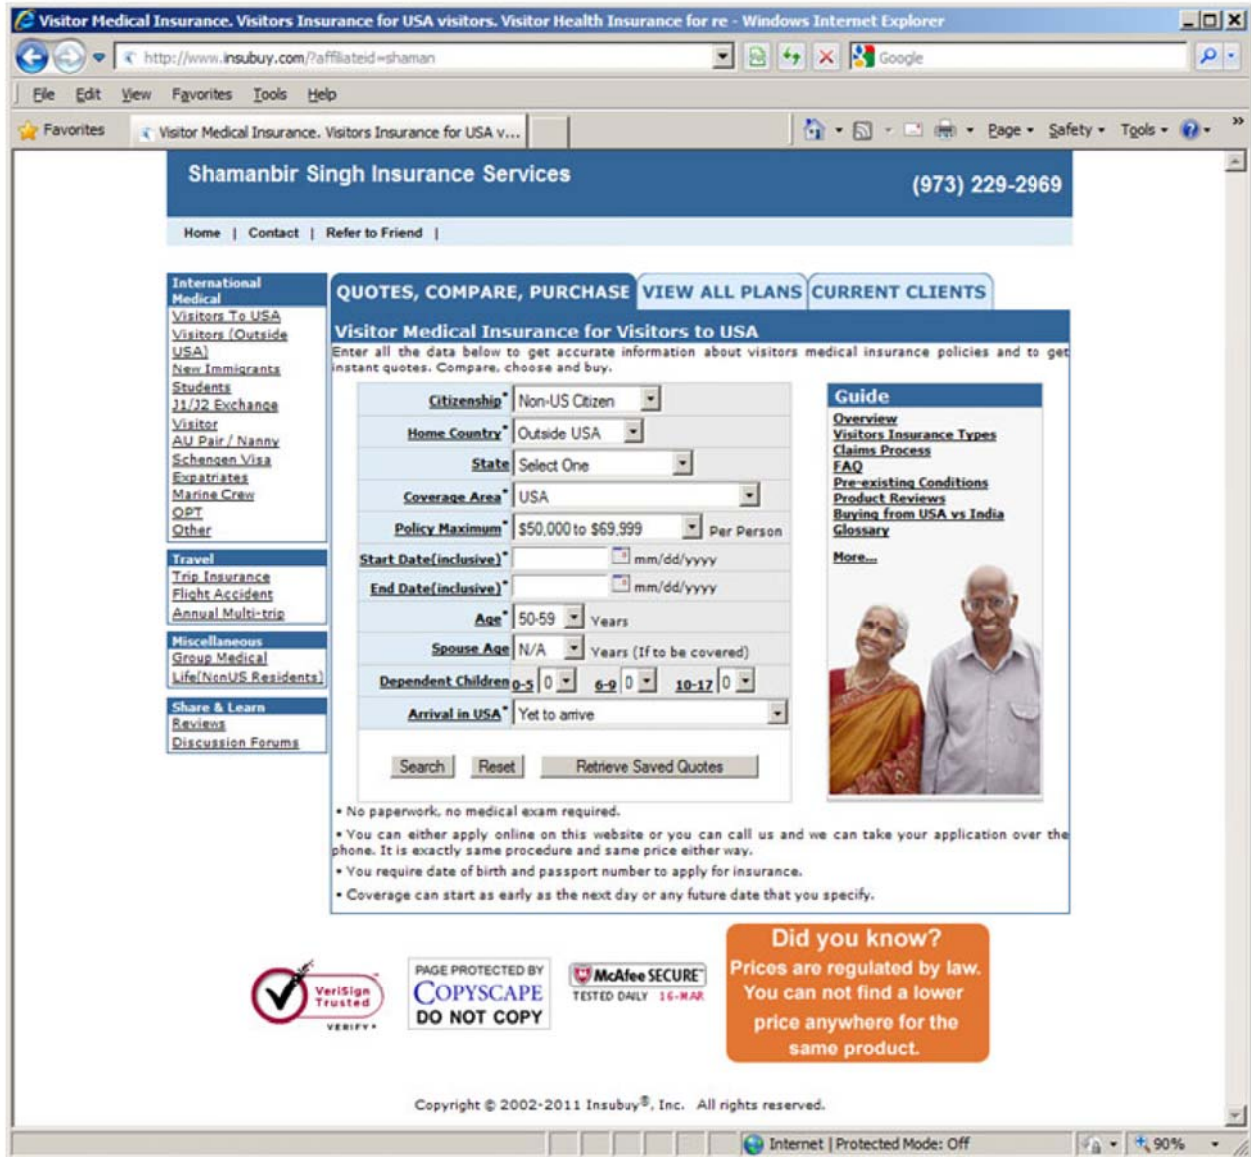 Visitor Medical Insurance. Visitors Insurance for USA visitors. Visitor Health Insurance for re - Windows Internet Explorer
http://www.insubuy.com/?affiliateid=shaman
Google
File Edit View Favorites Tools Help
Favorites
Visitor Medical Insurance. Visitors Insurance for USA v...
Page Safety Tools
Shamanbir Singh Insurance Services
(973) 229-2969
Home | Contact | Refer to Friend |
International
Medical
Visitors To USA
Visitors (Outside
USA)
New Immigrants
Students
J1/J2 Exchange
Visitor
AU Pair / Nanny
Schengen Visa
Expatriates
Marine Crew
OPT
Other
Travel
Trip Insurance
Flight Accident
Annual Multi-trip
Miscellaneous
Group Medical
Life(NonUS Residents)
Share & Learn
Reviews
Discussion Forums
QUOTES, COMPARE, PURCHASE VIEW ALL PLANS CURRENT CLIENTS
Visitor Medical Insurance for Visitors to USA
Enter all the data below to get accurate information about visitors medical insurance policies and to get
instant quotes. Compare, choose and buy.
Citizenship* Non-US Citizen
Home Country* Outside USA
State Select One
Coverage Area* USA
Policy Maximum* $50,000 to $69,999 Per Person
Start Date(inclusive)* mm/dd/yyyy
End Date(inclusive)* mm/dd/yyyy
Age* 50-59 Years
Spouse Age N/A Years (If to be covered)
Dependent Children 0-5 0 6-9 0 10-17 0
Arrival in USA* Yet to arrive
Search Reset Retrieve Saved Quotes
Guide
Overview
Visitors Insurance Types
Claims Process
FAQ
Pre-existing Conditions
Product Reviews
Buying from USA vs India
Glossary
More...
• No paperwork, no medical exam required.
• You can either apply online on this website or you can call us and we can take your application over the
phone. It is exactly same procedure and same price either way.
• You require date of birth and passport number to apply for insurance.
• Coverage can start as early as the next day or any future date that you specify.
VeriSign
Trusted
VERIFY
PAGE PROTECTED BY
COPYSCAPE
DO NOT COPY
McAfee SECURE™
TESTED DAILY 16-MAR
Did you know?
Prices are regulated by law.
You can not find a lower
price anywhere for the
same product.
Copyright © 2002-2011 Insubuy®, Inc. All rights reserved.
Internet | Protected Mode: Off
90%